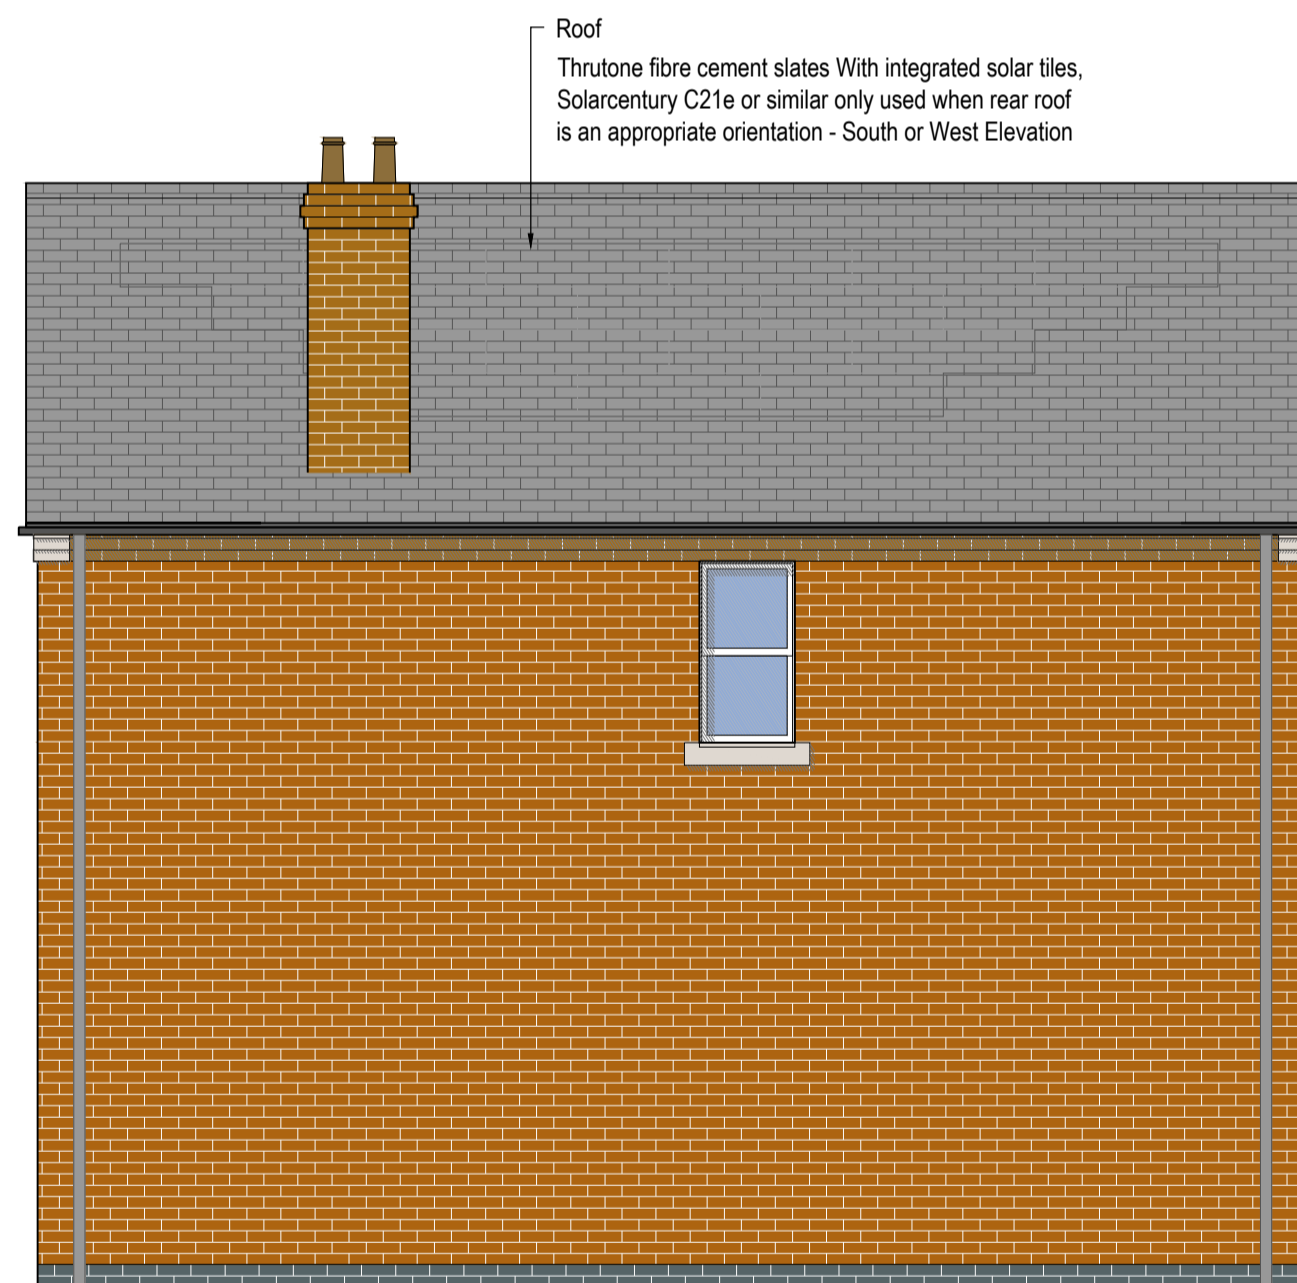 Roof
Thrutone fibre cement slates With integrated solar tiles,
Solarcentury C21e or similar only used when rear roof
is an appropriate orientation - South or West Elevation